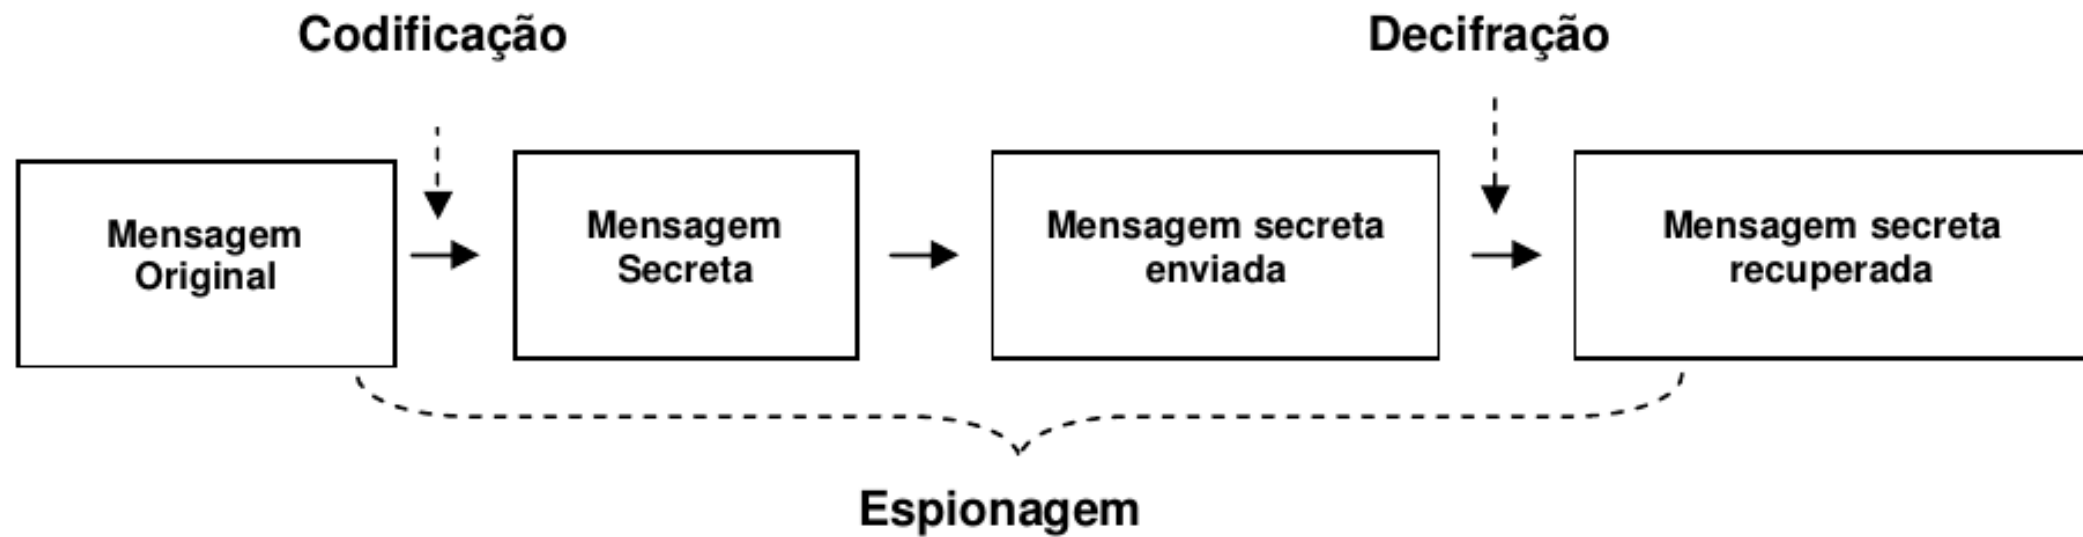 Codificação
Decifração
Mensagem
Original
Mensagem
Secreta
Mensagem secreta
enviada
Mensagem secreta
recuperada
Espionagem